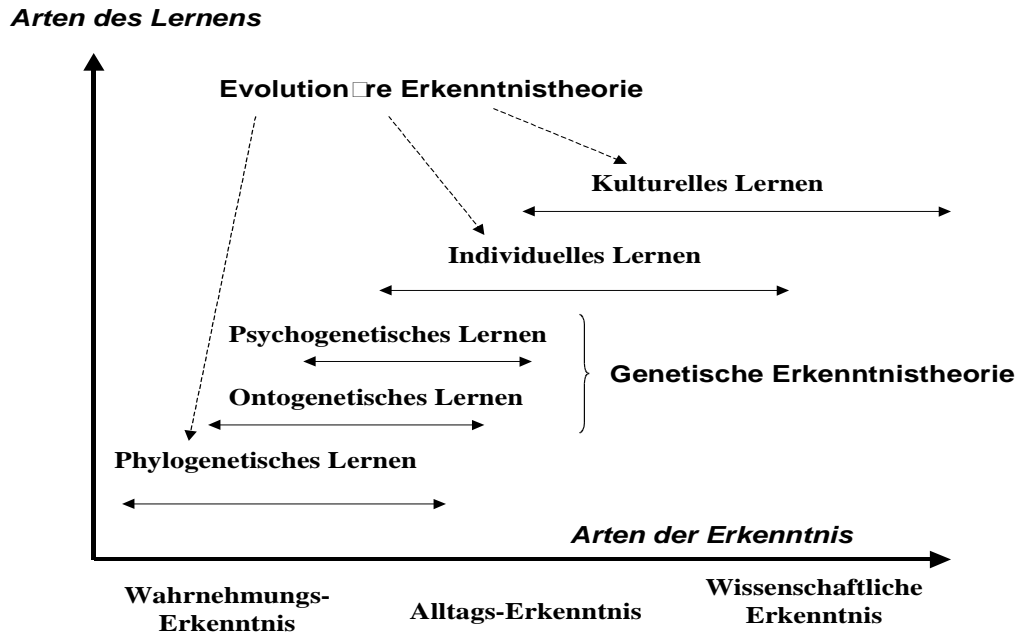 Arten des Lernens
Evolution□re Erkenntnistheorie
Kulturelles Lernen
Individuelles Lernen
Psychogenetisches Lernen
Genetische Erkenntnistheorie
Ontogenetisches Lernen
Phylogenetisches Lernen
Arten der Erkenntnis
Wahrnehmungs-
Erkenntnis
Alltags-Erkenntnis
Wissenschaftliche
Erkenntnis